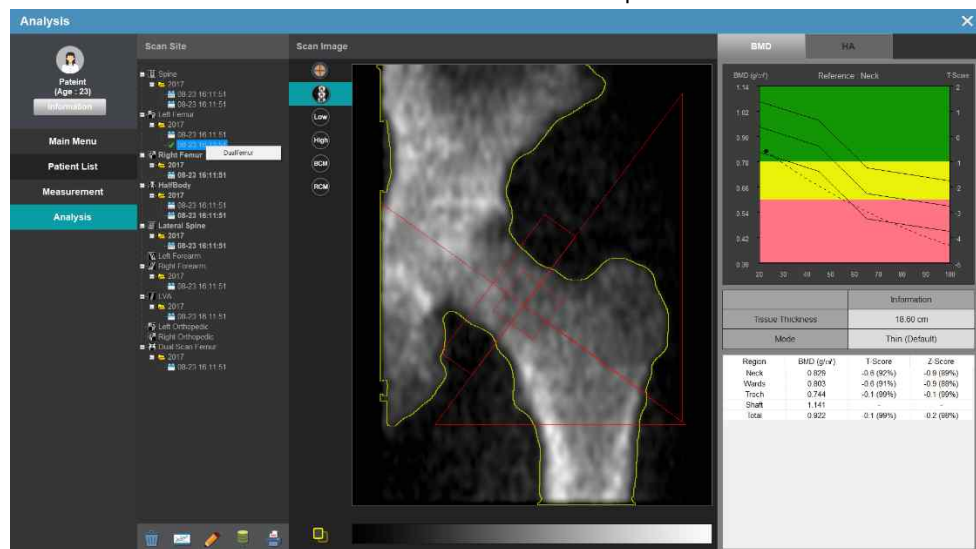 Analysis
Scan Site
Scan Image
BMD
HA
Pateint
(Age : 23)
Information
Main Menu
Patient List
Measurement
Analysis
Spine
2017
08-23 16:11:51
08-23 16:11:51
Left Femur
2017
08-23 16:11:51
DualFemur
Right Femur
2017
08-23 16:11:51
HalfBody
2017
08-23 16:11:51
08-23 16:11:51
Lateral Spine
2017
08-23 16:11:51
Left Forearm
Right Forearm
2017
08-23 16:11:51
LVA
2017
08-23 16:11:51
Left Orthopedic
Right Orthopedic
Dual Scan Femur
2017
08-23 16:11:51
Low
High
BCM
RCM
BMD (g/㎠) Reference : Neck T-Score
1.14 2
1.02 1
0.90 0
0.78 -1
0.66 -2
0.54 -3
0.42 -4
0.30 -5
20 30 40 50 60 70 80 90 100
Information
Tissue Thickness 18.60 cm
Mode Thin (Default)
Region BMD (g/㎠) T-Score Z-Score
Neck 0.829 -0.6 (92%) -0.9 (89%)
Wards 0.803 -0.6 (91%) -0.9 (88%)
Troch 0.744 -0.1 (99%) -0.1 (99%)
Shaft 1.141 - -
Total 0.922 -0.1 (99%) -0.2 (98%)